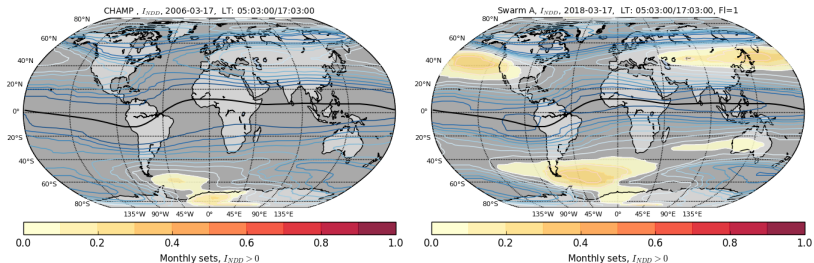 CHAMP , I_NDD, 2006-03-17, LT: 05:03:00/17:03:00
80°N
60°N
40°N
20°N
0°
20°S
40°S
60°S
80°S
135°W 90°W 45°W 0° 45°E 90°E 135°E
0.0 0.2 0.4 0.6 0.8 1.0
Monthly sets, I_NDD > 0
Swarm A, I_NDD, 2018-03-17, LT: 05:03:00/17:03:00, Fl=1
80°N
60°N
40°N
20°N
0°
20°S
40°S
60°S
80°S
135°W 90°W 45°W 0° 45°E 90°E 135°E
0.0 0.2 0.4 0.6 0.8 1.0
Monthly sets, I_NDD > 0